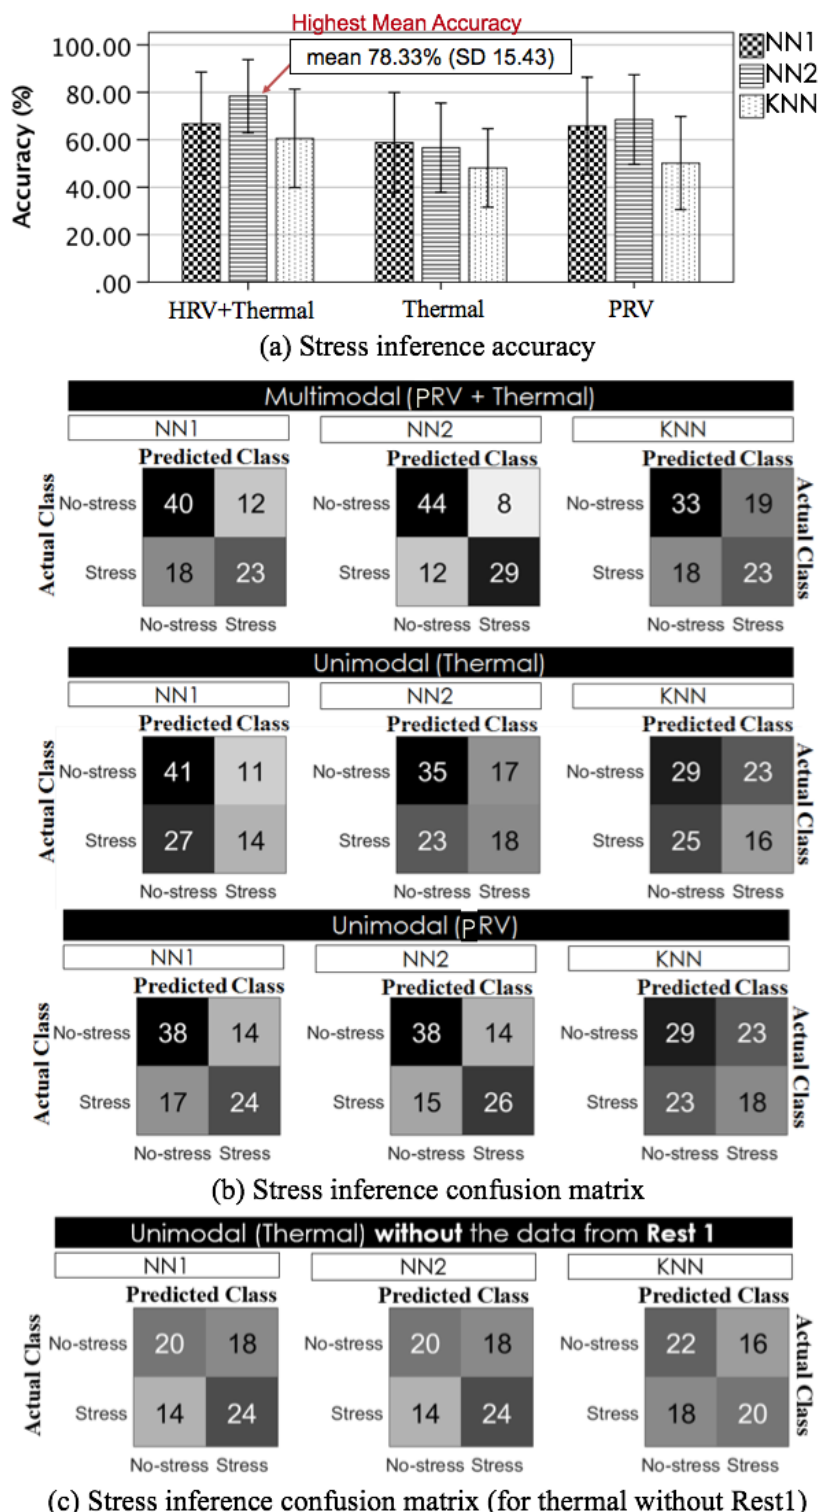 Highest Mean Accuracy
mean 78.33% (SD 15.43)
NN1
NN2
KNN
Accuracy (%)
100.00
80.00
60.00
40.00
20.00
.00
HRV+Thermal Thermal PRV
(a) Stress inference accuracy
Multimodal (PRV + Thermal)
NN1 NN2 KNN
Predicted Class Predicted Class Predicted Class
Actual Class
No-stress 40 12 No-stress 44 8 No-stress 33 19
Stress 18 23 Stress 12 29 Stress 18 23
Actual Class
No-stress Stress No-stress Stress No-stress Stress
Unimodal (Thermal)
NN1 NN2 KNN
Predicted Class Predicted Class Predicted Class
Actual Class
No-stress 41 11 No-stress 35 17 No-stress 29 23
Stress 27 14 Stress 23 18 Stress 25 16
Actual Class
No-stress Stress No-stress Stress No-stress Stress
Unimodal (PRV)
NN1 NN2 KNN
Predicted Class Predicted Class Predicted Class
Actual Class
No-stress 38 14 No-stress 38 14 No-stress 29 23
Stress 17 24 Stress 15 26 Stress 23 18
Actual Class
No-stress Stress No-stress Stress No-stress Stress
(b) Stress inference confusion matrix
Unimodal (Thermal) without the data from Rest 1
NN1 NN2 KNN
Predicted Class Predicted Class Predicted Class
Actual Class
No-stress 20 18 No-stress 20 18 No-stress 22 16
Stress 14 24 Stress 14 24 Stress 18 20
Actual Class
No-stress Stress No-stress Stress No-stress Stress
(c) Stress inference confusion matrix (for thermal without Rest1)